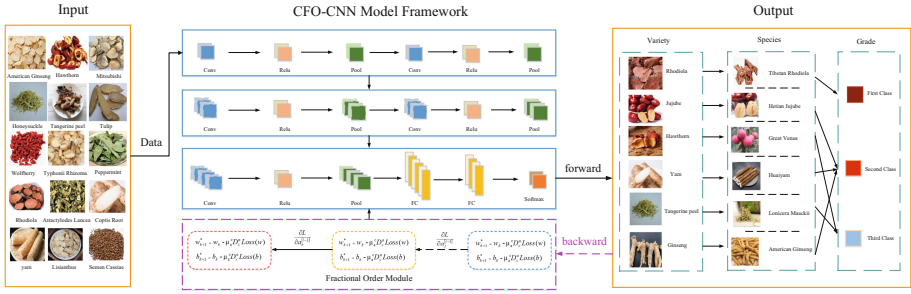 Input
CFO-CNN Model Framework
Output
American Ginseng Hawthorn Mitsubishi
Honeysuckle Tangerine peel Tulip
Wolfberry Typhonii Rhizoma Peppermint
Rhodiola Atractylodes Lancea Coptis Root
yam Lisianthus Semen Cassiae
Data
Conv Relu Pool Conv Relu Pool
Conv Relu Pool Conv Relu Pool
Conv Relu Pool FC FC Softmax
forward
backward
Fractional Order Module
Variety Species Grade
Rhodiola Tibetan Rhodiola First Class
Jujube Hetian Jujube
Hawthorn Great Venus
Yam Huaiyam Second Class
Tangerine peel Lonicera Maackii
Ginseng American Ginseng Third Class